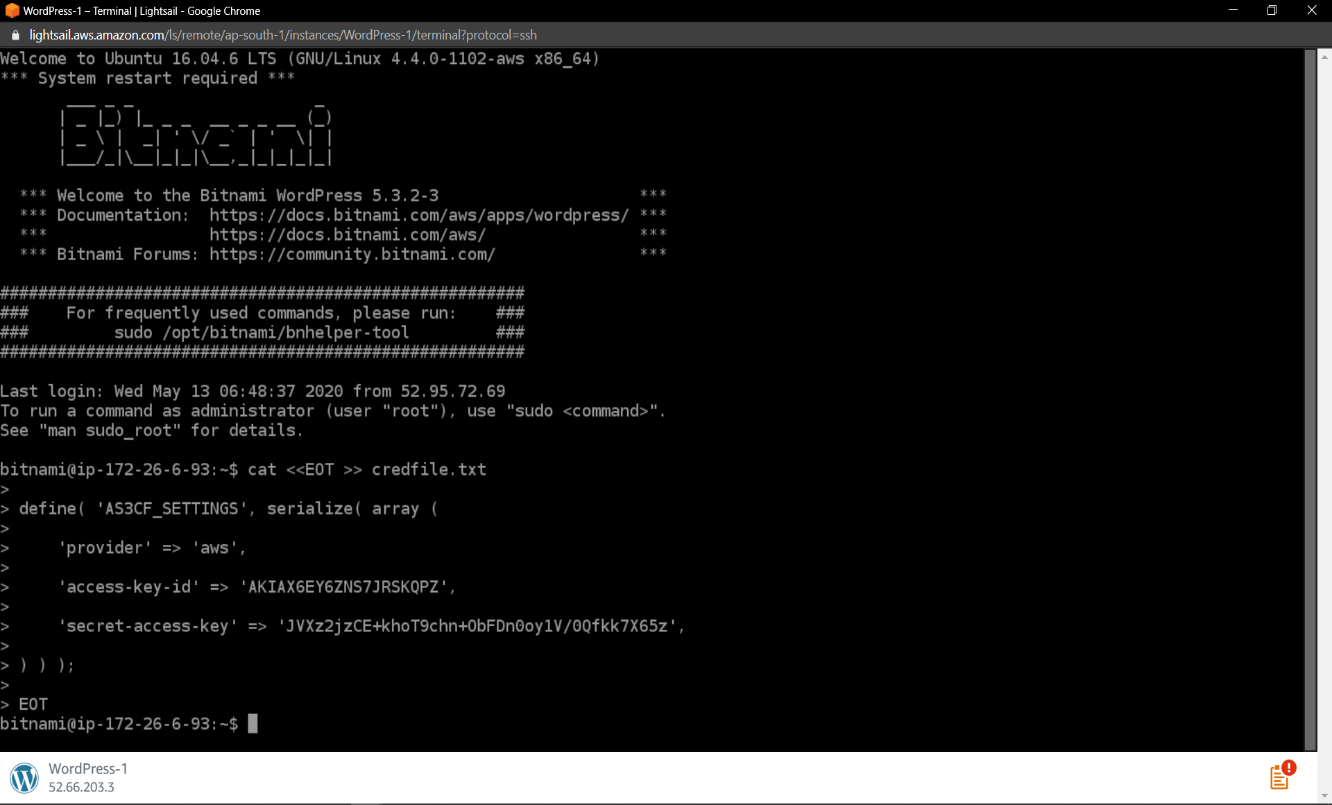 WordPress-1 – Terminal | Lightsail - Google Chrome
lightsail.aws.amazon.com/ls/remote/ap-south-1/instances/WordPress-1/terminal?protocol=ssh
Welcome to Ubuntu 16.04.6 LTS (GNU/Linux 4.4.0-1102-aws x86_64)
*** System restart required ***
Bitnami
*** Welcome to the Bitnami WordPress 5.3.2-3 ***
*** Documentation: https://docs.bitnami.com/aws/apps/wordpress/ ***
*** https://docs.bitnami.com/aws/ ***
*** Bitnami Forums: https://community.bitnami.com/ ***
#######################################################
### For frequently used commands, please run: ###
### sudo /opt/bitnami/bnhelper-tool ###
#######################################################
Last login: Wed May 13 06:48:37 2020 from 52.95.72.69
To run a command as administrator (user "root"), use "sudo <command>".
See "man sudo_root" for details.
bitnami@ip-172-26-6-93:~$ cat <<EOT >> credfile.txt
>
> define( 'AS3CF_SETTINGS', serialize( array (
>
> 'provider' => 'aws',
>
> 'access-key-id' => 'AKIAX6EY6ZNS7JRSKQPZ',
>
> 'secret-access-key' => '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',
>
> ) ) );
>
> EOT
bitnami@ip-172-26-6-93:~$
WordPress-1
52.66.203.3